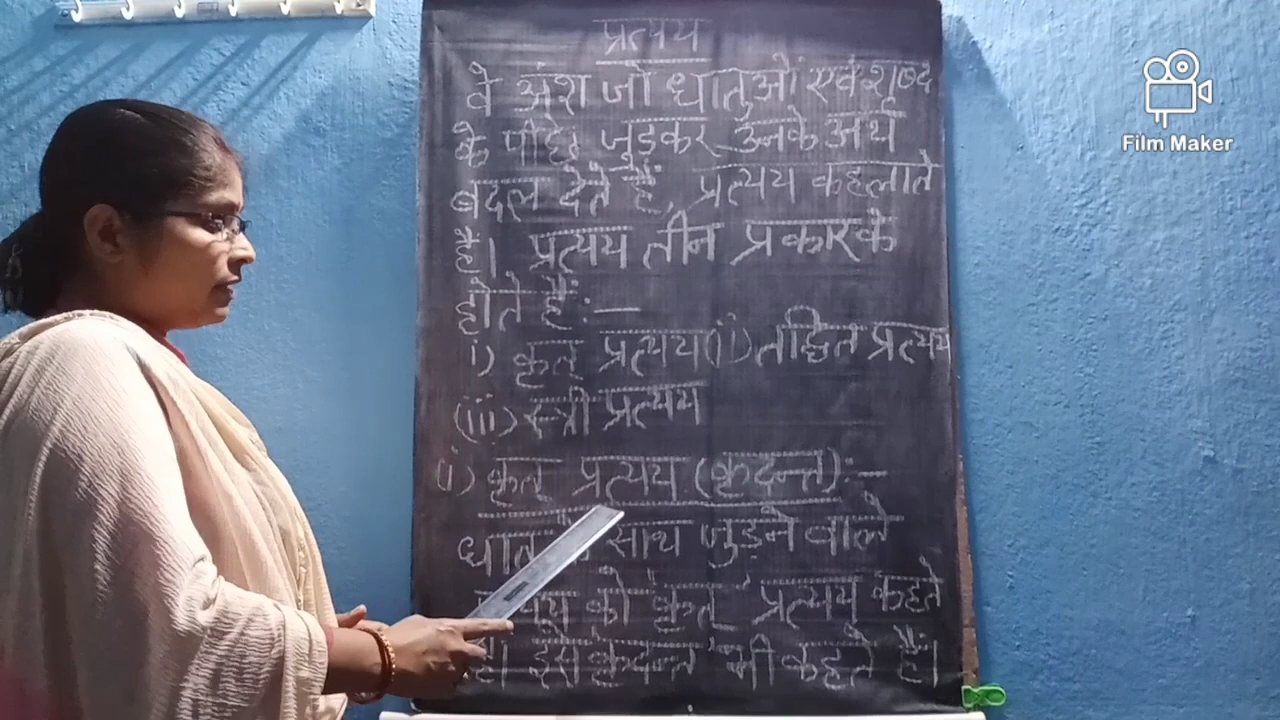 प्रत्यय
वे अंश जो धातुओं एवं शब्द
के पीछे जुड़कर उनके अर्थ
बदल देते हैं, प्रत्यय कहलाते
हैं। प्रत्यय तीन प्रकार के
होते हैं:—
i) कृत् प्रत्यय (ii) तद्धित प्रत्यय
(iii) स्त्री प्रत्यय
(i) कृत् प्रत्यय (कृदन्त):—
साथ जुड़ने वाले
को 'कृत्' प्रत्यय कहते
हैं। इसे 'कृदन्त' भी कहते हैं।
Film Maker